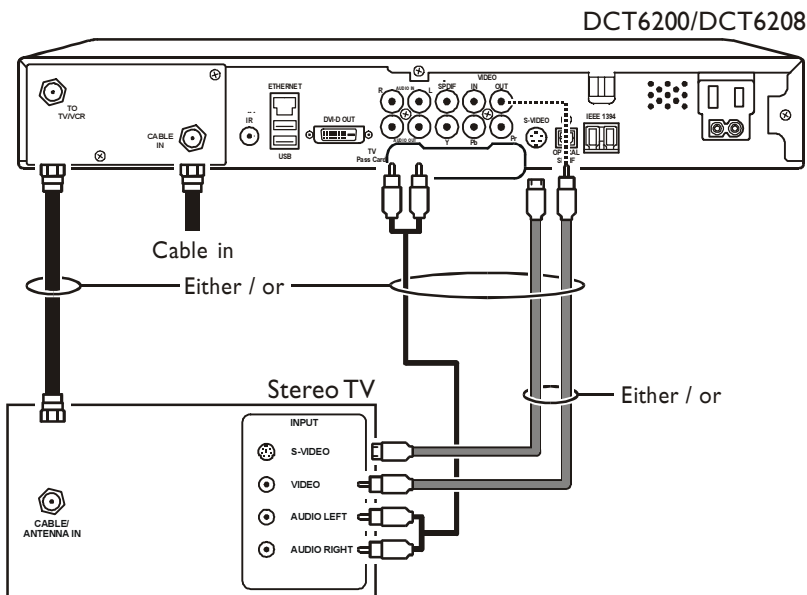 DCT6200/DCT6208
TO
TV/VCR
CABLE
IN
IR
ETHERNET
USB
DVI-D OUT
R
AUDIO IN
L
SPDIF
VIDEO
IN
OUT
AUDIO OUT
Y
Pb
Pr
TV
Pass Card
S-VIDEO
OPTICAL
IEEE 1394
Cable in
Either / or
Either / or
Stereo TV
INPUT
S-VIDEO
VIDEO
AUDIO LEFT
AUDIO RIGHT
CABLE/
ANTENNA IN